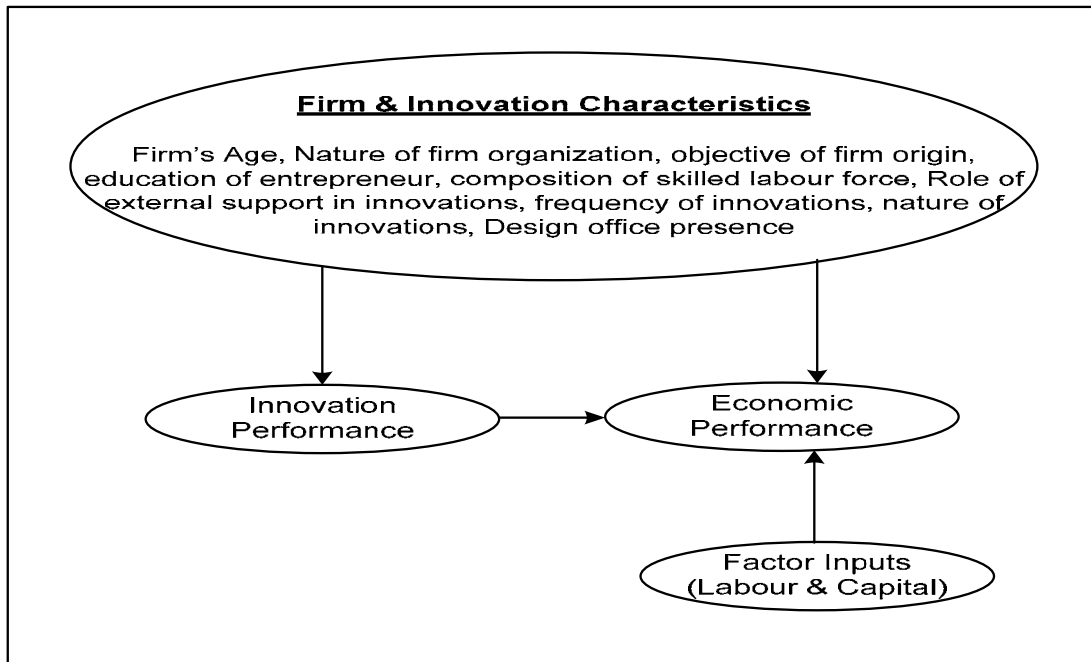 Firm & Innovation Characteristics
Firm's Age, Nature of firm organization, objective of firm origin,
education of entrepreneur, composition of skilled labour force, Role of
external support in innovations, frequency of innovations, nature of
innovations, Design office presence
Innovation
Performance
Economic
Performance
Factor Inputs
(Labour & Capital)